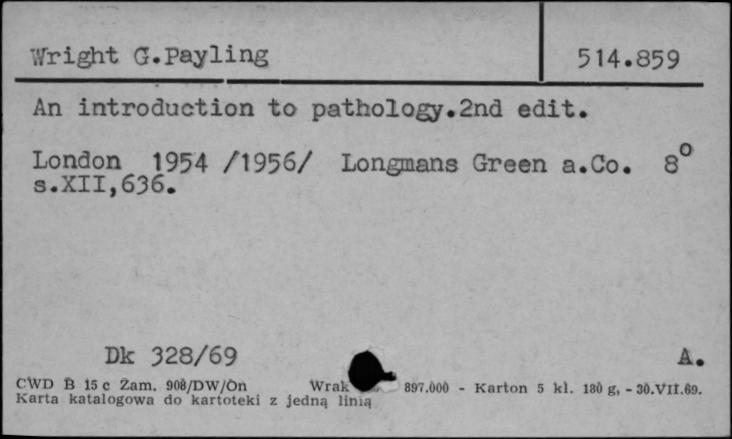 Wright G.Payling 514.859
An introduction to pathology.2nd edit.
London 1954 /1956/ Longmans Green a.Co. 8°
s.XII,636.
Dk 328/69 A.
CWD B 15 c Zam. 908/DW/On Wrak 897.000 - Karton 5 kl. 180 g, - 30.VII.69.
Karta katalogowa do kartoteki z jedną linią